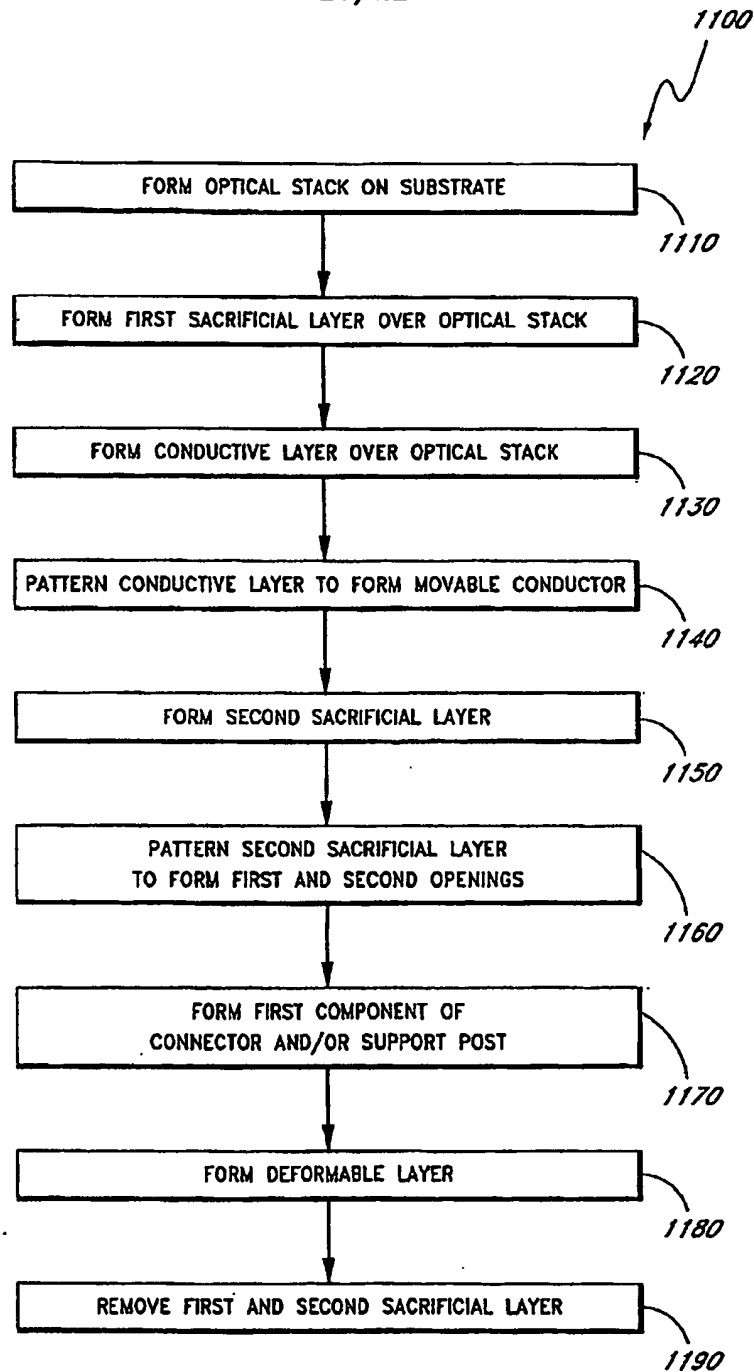 1100
FORM OPTICAL STACK ON SUBSTRATE
1110
FORM FIRST SACRIFICIAL LAYER OVER OPTICAL STACK
1120
FORM CONDUCTIVE LAYER OVER OPTICAL STACK
1130
PATTERN CONDUCTIVE LAYER TO FORM MOVABLE CONDUCTOR
1140
FORM SECOND SACRIFICIAL LAYER
1150
PATTERN SECOND SACRIFICIAL LAYER
TO FORM FIRST AND SECOND OPENINGS
1160
FORM FIRST COMPONENT OF
CONNECTOR AND/OR SUPPORT POST
1170
FORM DEFORMABLE LAYER
1180
REMOVE FIRST AND SECOND SACRIFICIAL LAYER
1190